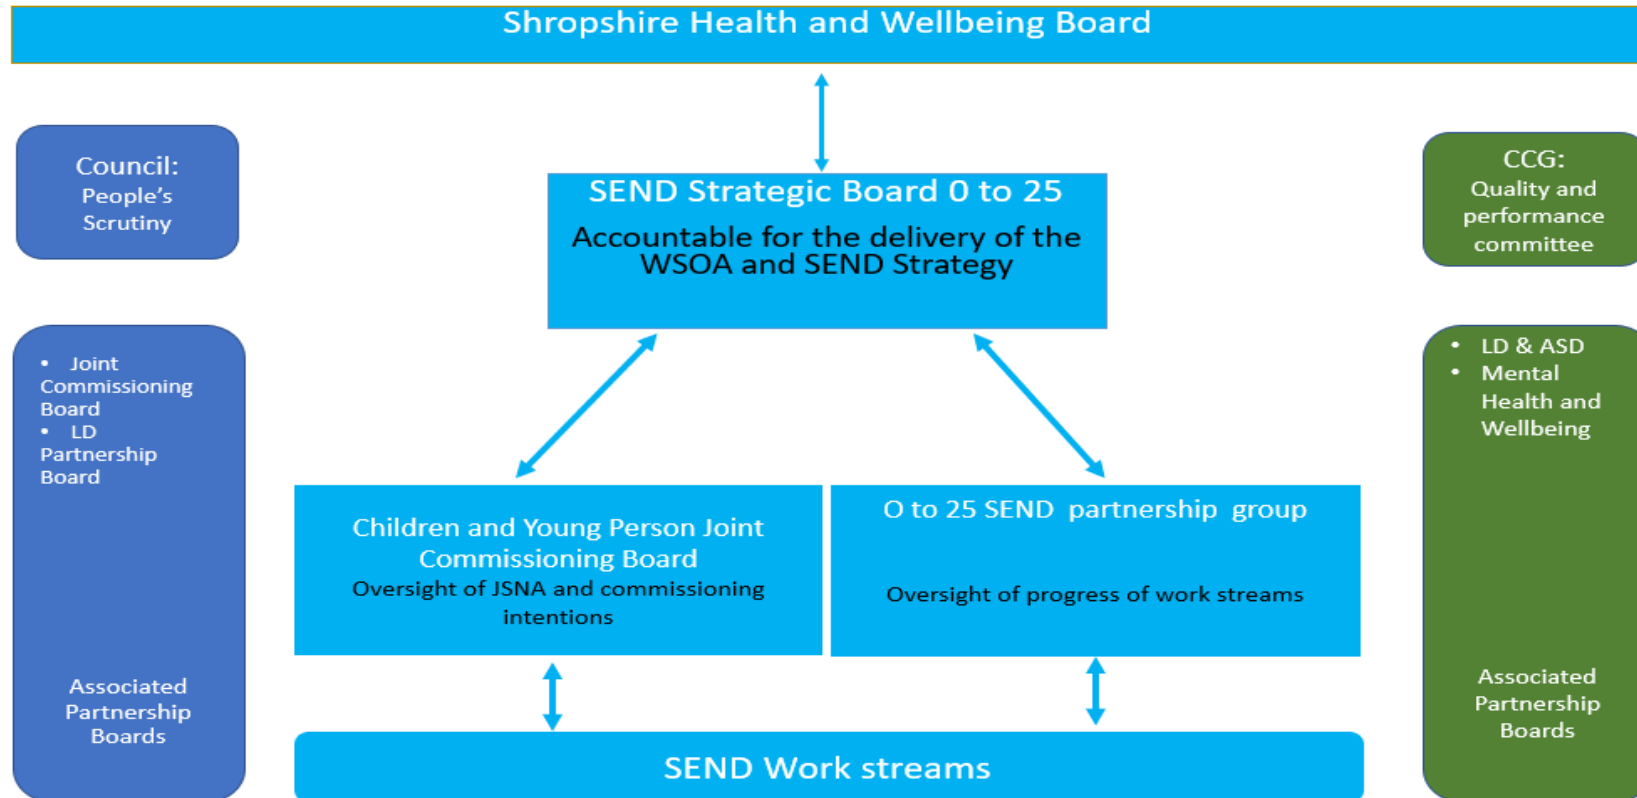 Shropshire Health and Wellbeing Board
Council:
People’s
Scrutiny
CCG:
Quality and
performance
committee
SEND Strategic Board 0 to 25
Accountable for the delivery of the
WSOA and SEND Strategy
• Joint
Commissioning
Board
• LD
Partnership
Board
Associated
Partnership
Boards
Children and Young Person Joint
Commissioning Board
Oversight of JSNA and commissioning
intentions
O to 25 SEND partnership group
Oversight of progress of work streams
• LD & ASD
• Mental
Health and
Wellbeing
Associated
Partnership
Boards
SEND Work streams